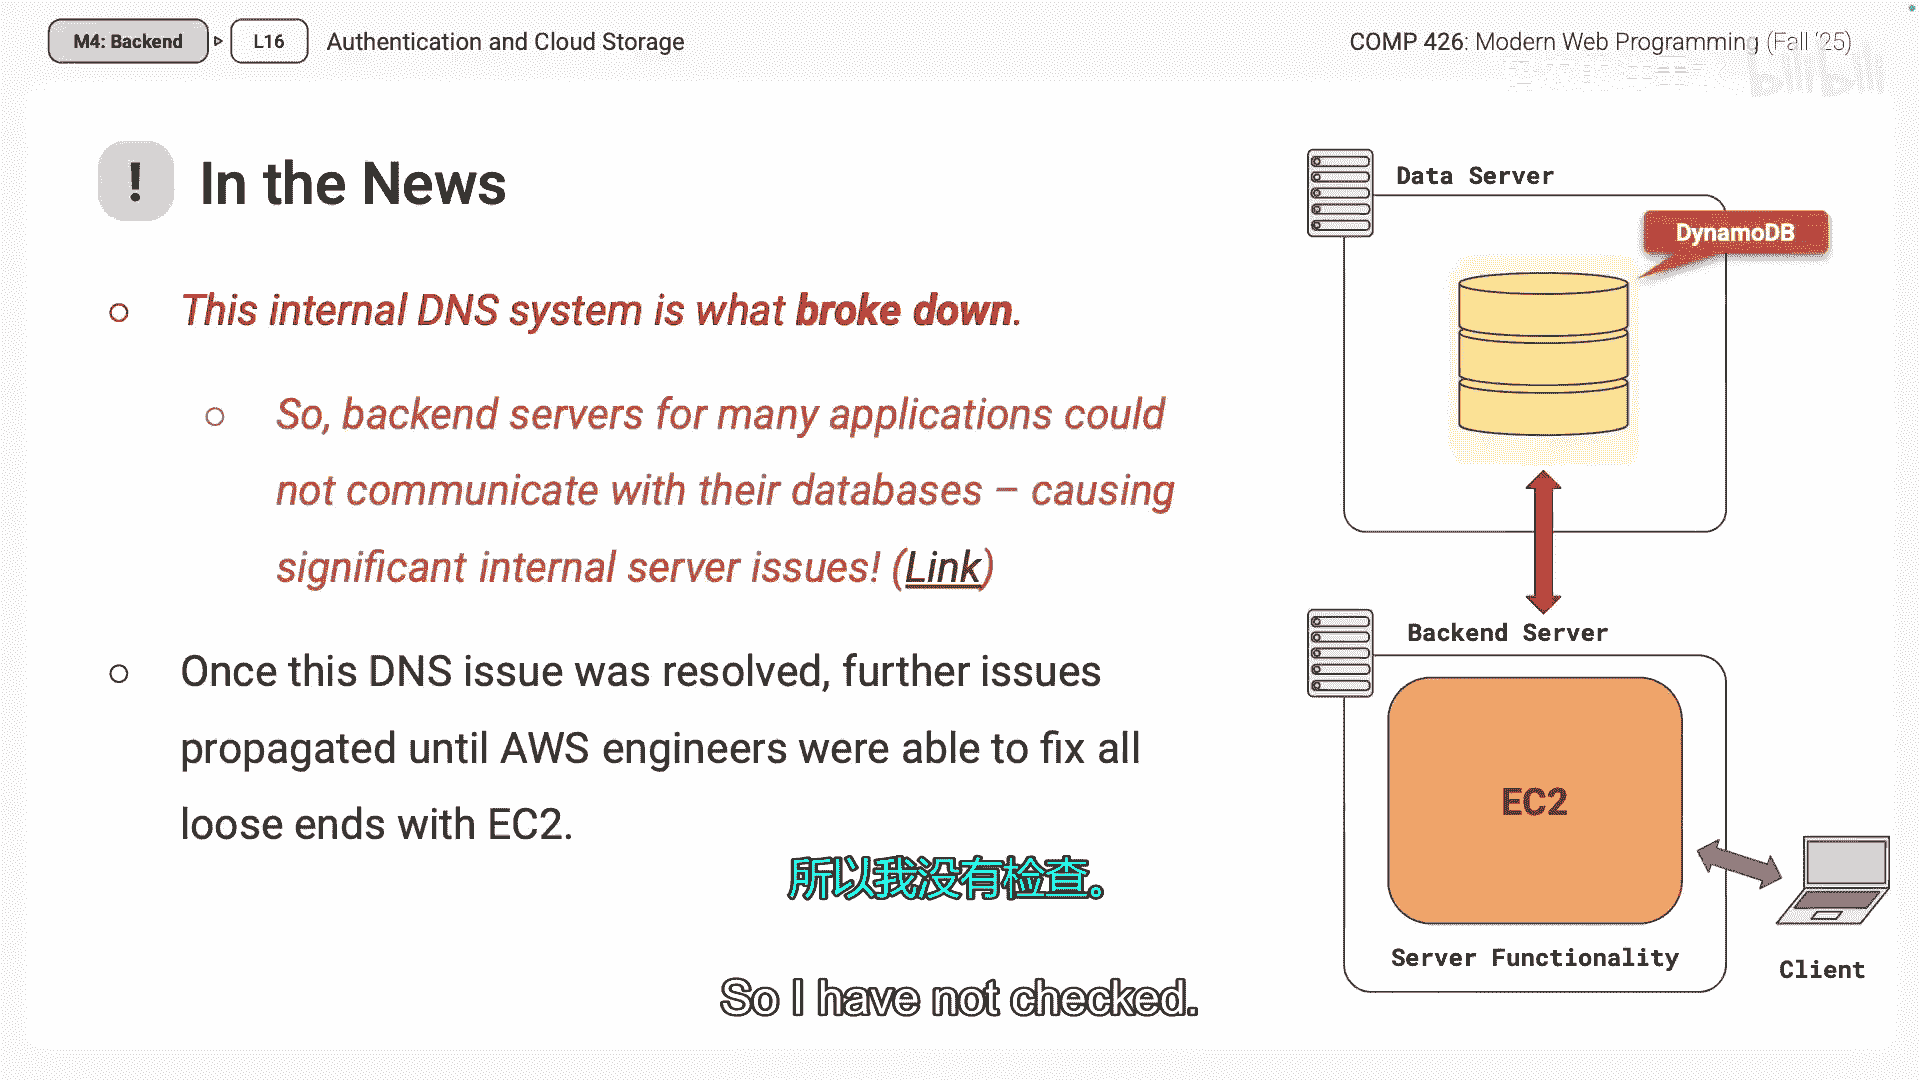 M4: Backend
L16
Authentication and Cloud Storage
COMP 426: Modern Web Programming (Fall '25)
bilibili
! In the News
This internal DNS system is what broke down.
So, backend servers for many applications could
not communicate with their databases – causing
significant internal server issues! (Link)
Once this DNS issue was resolved, further issues
propagated until AWS engineers were able to fix all
loose ends with EC2.
Data Server
DynamoDB
Backend Server
EC2
Server Functionality
Client
所以我没有检查。
So I have not checked.